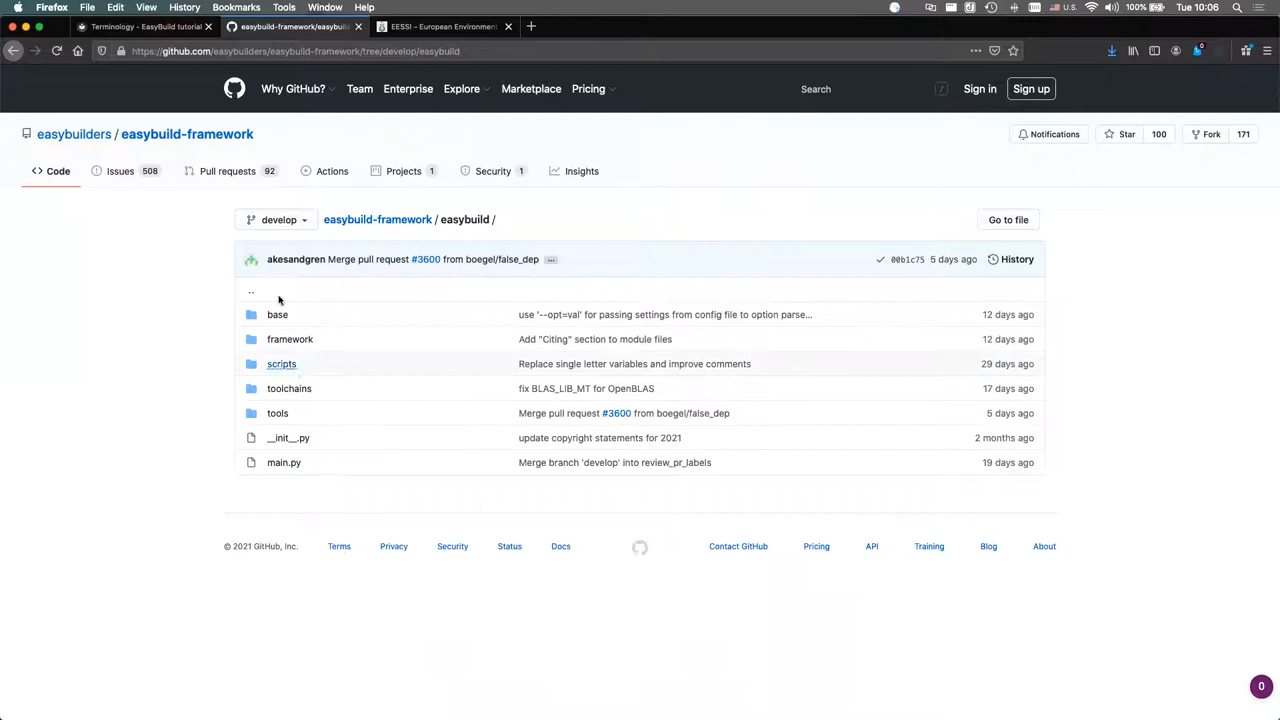 Firefox File Edit View History Bookmarks Tools Window Help U.S. 100% Tue 10:06
Terminology - EasyBuild tutorial
easybuild-framework/easybuild
EESSI – European Environment
https://github.com/easybuilders/easybuild-framework/tree/develop/easybuild
Why GitHub? Team Enterprise Explore Marketplace Pricing Search / Sign in Sign up
easybuilders / easybuild-framework Notifications Star 100 Fork 171
Code Issues 508 Pull requests 92 Actions Projects 1 Security 1 Insights
develop easybuild-framework / easybuild / Go to file
akesandgren Merge pull request #3600 from boegel/false_dep ... 00b1c75 5 days ago History
..
base use '--opt=val' for passing settings from config file to option parse... 12 days ago
framework Add "Citing" section to module files 12 days ago
scripts Replace single letter variables and improve comments 29 days ago
toolchains fix BLAS_LIB_MT for OpenBLAS 17 days ago
tools Merge pull request #3600 from boegel/false_dep 5 days ago
__init__.py update copyright statements for 2021 2 months ago
main.py Merge branch 'develop' into review_pr_labels 19 days ago
© 2021 GitHub, Inc. Terms Privacy Security Status Docs Contact GitHub Pricing API Training Blog About
0